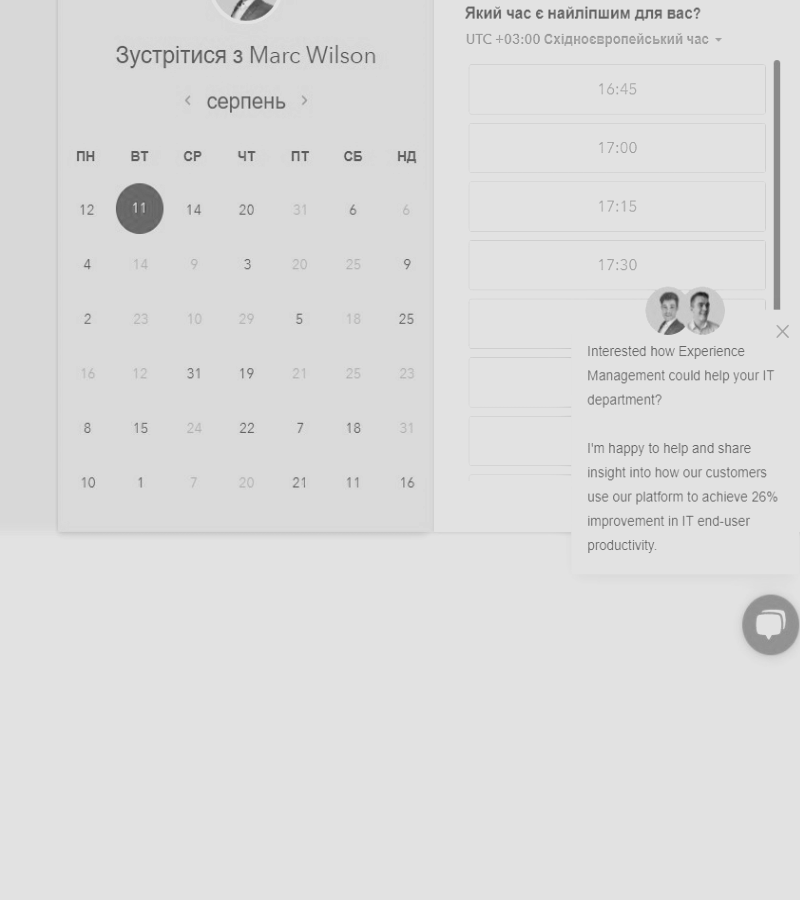 Зустрітися з Marc Wilson
серпень
ПН ВТ СР ЧТ ПТ СБ НД
12 11 14 20 31 6 6
4 14 9 3 20 25 9
2 23 10 29 5 18 25
16 12 31 19 21 25 23
8 15 24 22 7 18 31
10 1 7 20 21 11 16
Який час є найліпшим для вас?
UTC +03:00 Східноєвропейський час
16:45
17:00
17:15
17:30
Interested how Experience
Management could help your IT
department?
I'm happy to help and share
insight into how our customers
use our platform to achieve 26%
improvement in IT end-user
productivity.